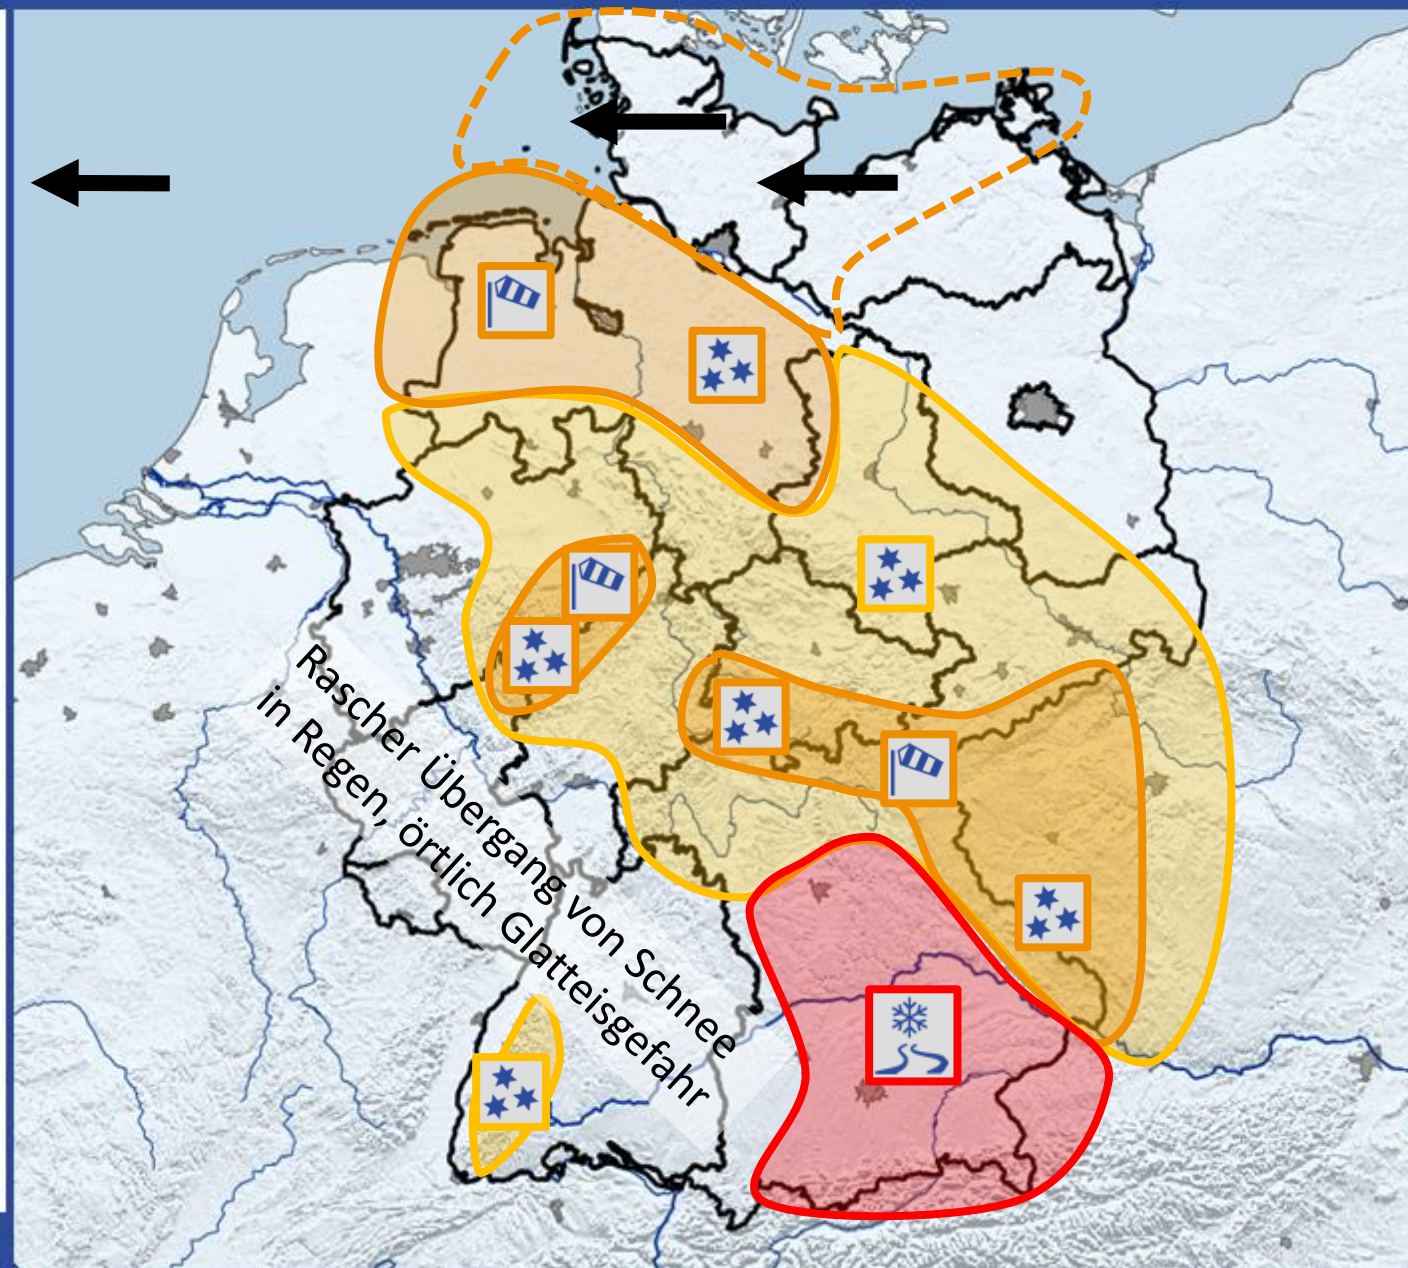 Rascher Übergang von Schnee
in Regen, örtlich Glatteisgefahr